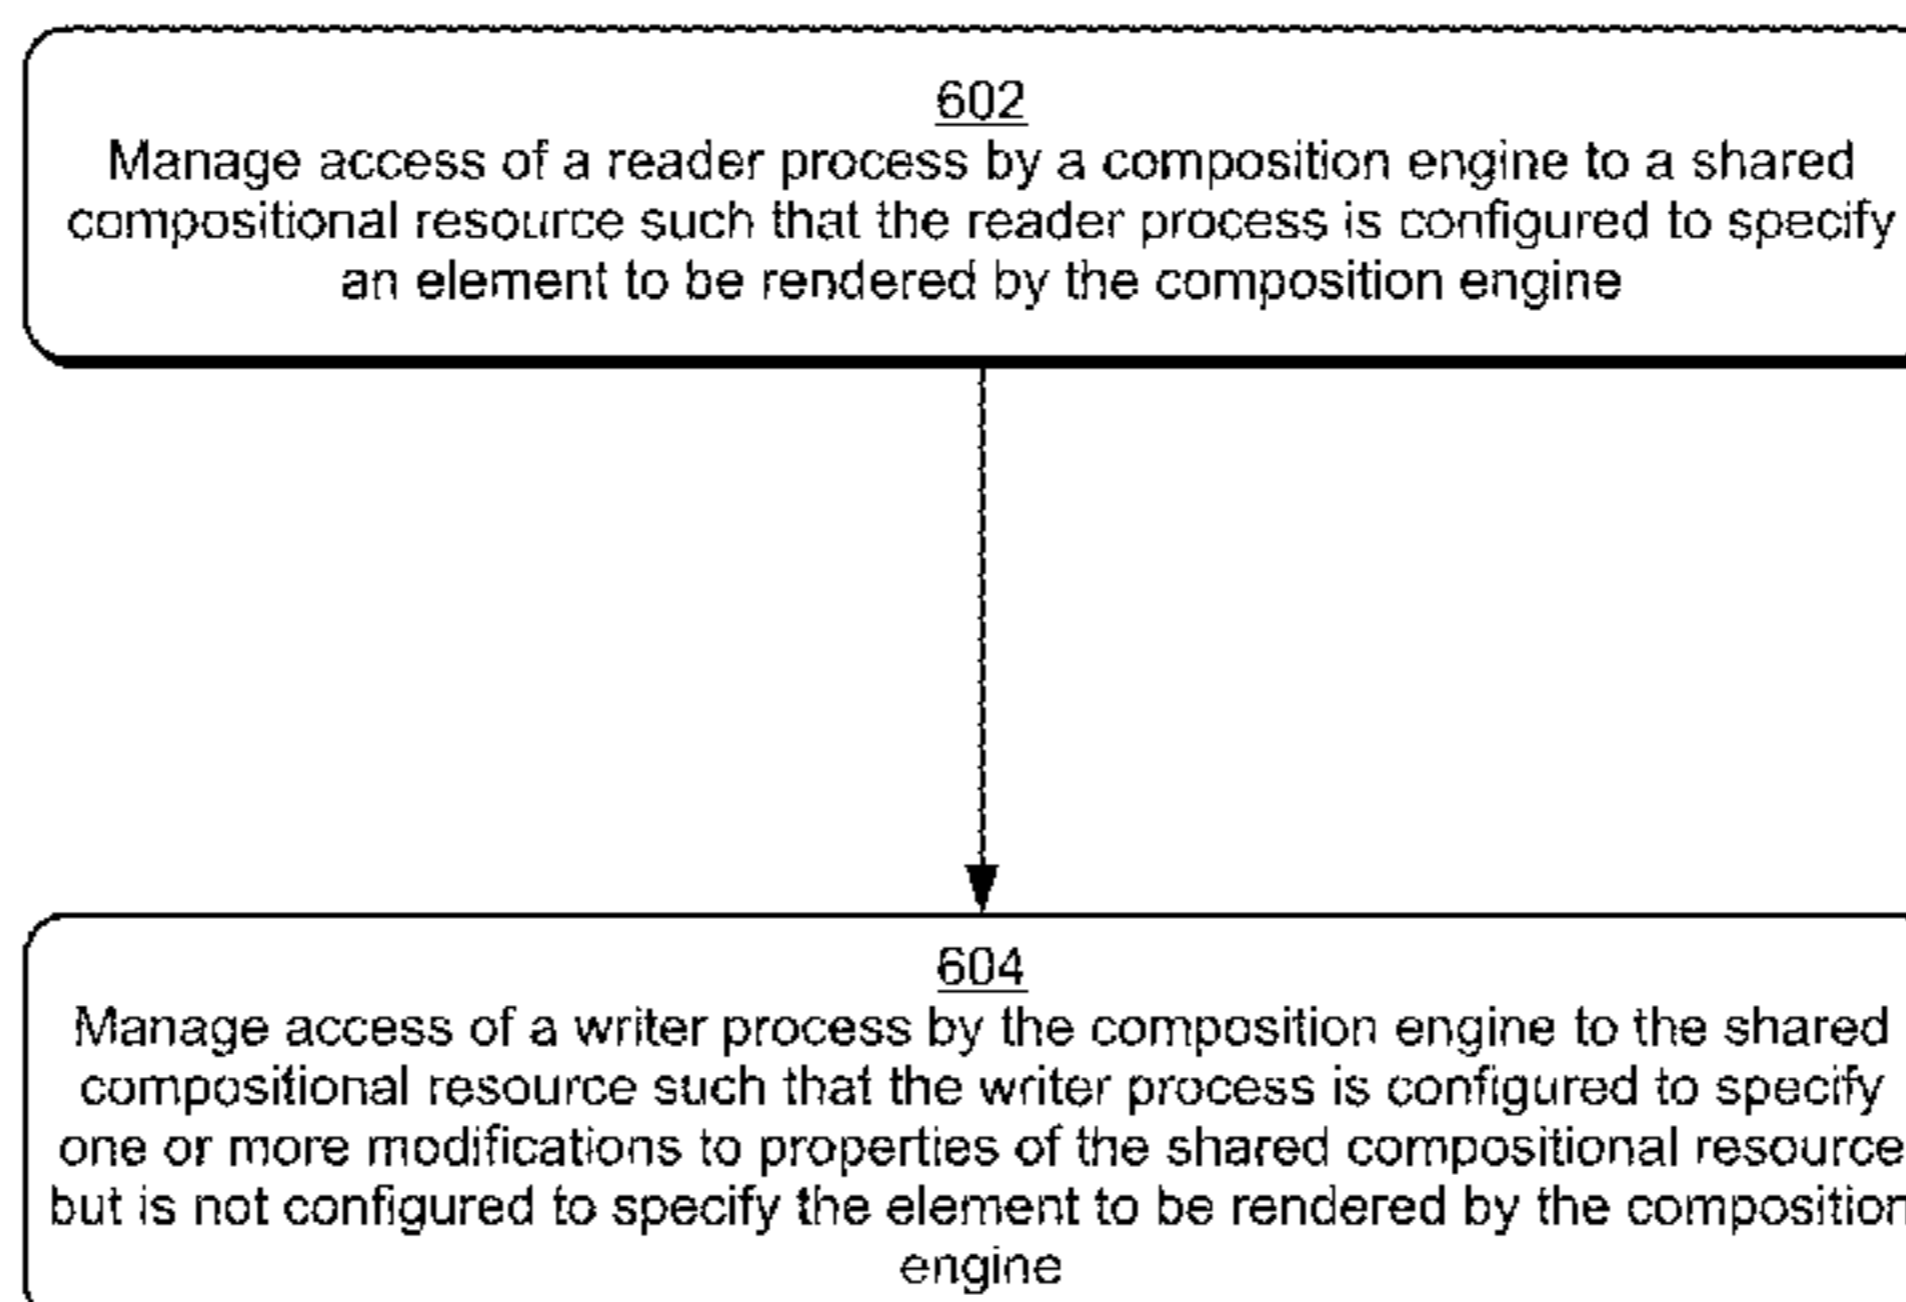 602
Manage access of a reader process by a composition engine to a shared
compositional resource such that the reader process is configured to specify
an element to be rendered by the composition engine
604
Manage access of a writer process by the composition engine to the shared
compositional resource such that the writer process is configured to specify
one or more modifications to properties of the shared compositional resource
but is not configured to specify the element to be rendered by the composition
engine